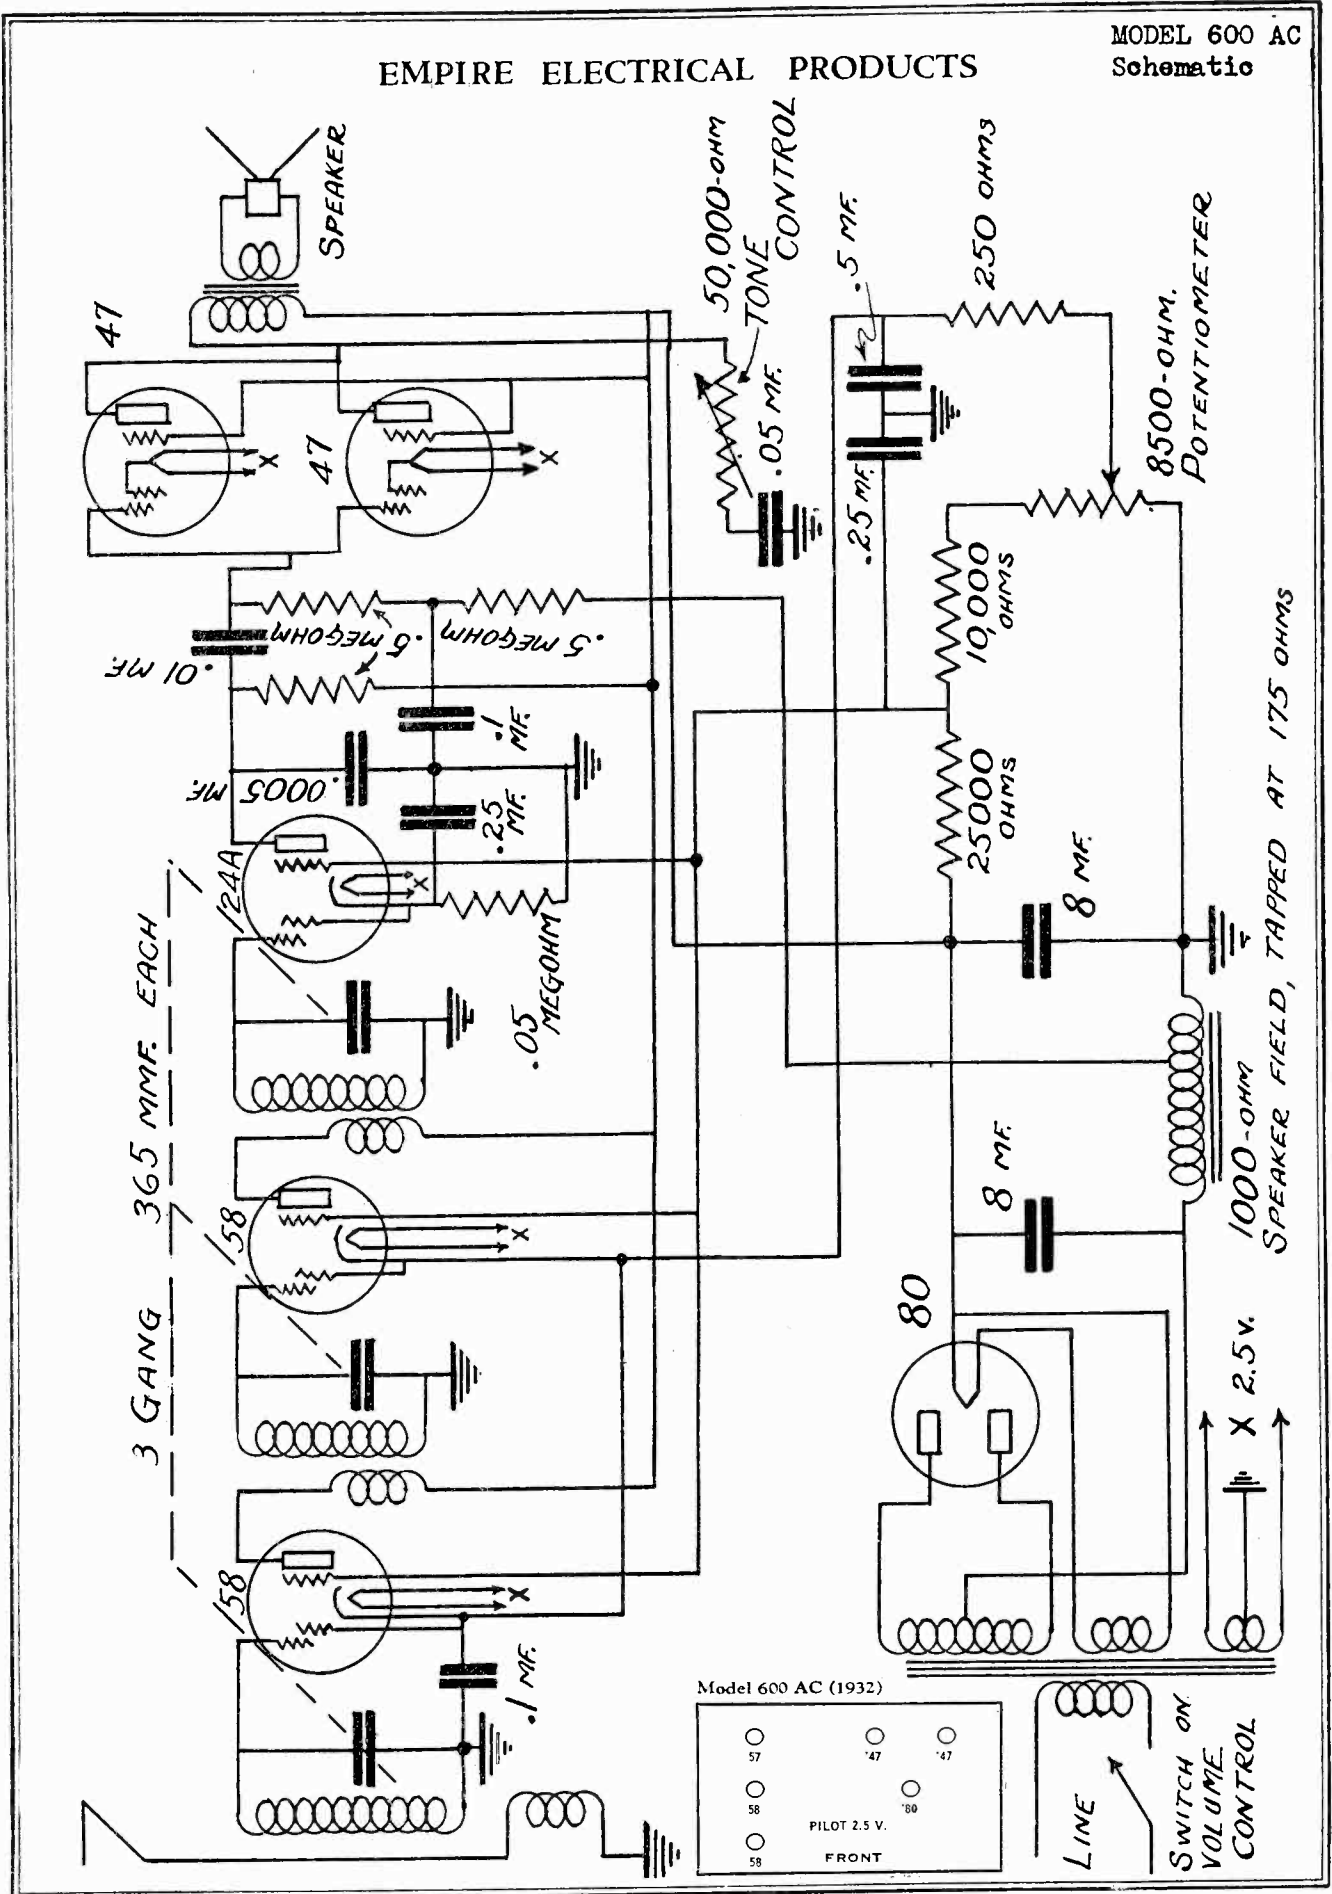 MODEL 600 AC
Schematic
EMPIRE ELECTRICAL PRODUCTS
SPEAKER
47
47
50,000-OHM
TONE
CONTROL
.05 MF.
.5 MF.
.25 MF.
250 OHMS
8500-OHM.
POTENTIOMETER
10,000
OHMS
25000
OHMS
.01 MF.
.5 MEGOHM
.5 MEGOHM
.1
MF.
.0005 MF.
.25
MF.
.05
MEGOHM
124A
3 GANG 365 MMF. EACH
158
158
.1 MF.
8 MF.
8 MF.
80
1000-OHM
SPEAKER FIELD, TAPPED AT 175 OHMS
X
X
X
X
X
X 2.5 V.
LINE
SWITCH ON
VOLUME
CONTROL
Model 600 AC (1932)
57
'47
'47
58
'80
PILOT 2.5 V.
58
FRONT